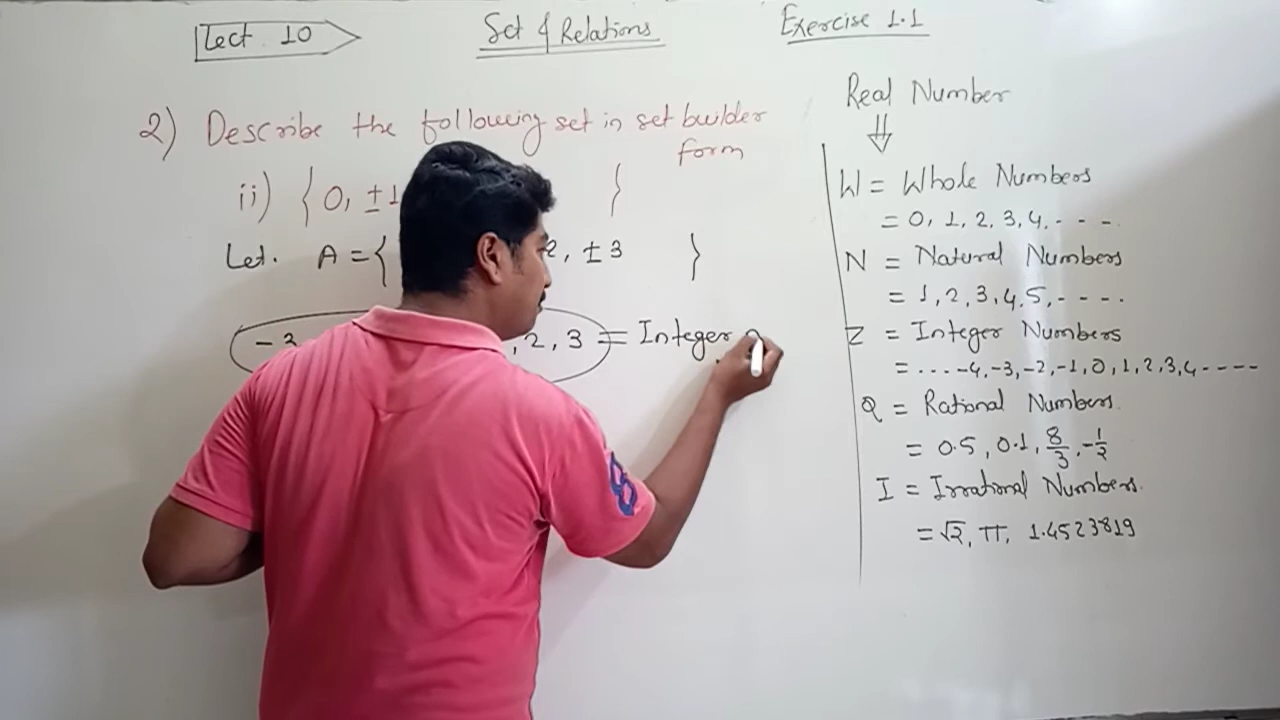 Lect 10
Set & Relations
Exercise 1.1
2) Describe the following set in set builder
form
ii) { 0, ±1 }
Let. A = { 2, ±3 }
-3 , 2, 3 = Integer
Real Number
⇓
W = Whole Numbers
= 0, 1, 2, 3, 4, - - - -
N = Natural Numbers
= 1, 2, 3, 4, 5, - - - - .
Z = Integer Numbers
= .... -4, -3, -2, -1, 0, 1, 2, 3, 4 - - - - -
Q = Rational Numbers.
= 0.5, 0.1, 8/3, -1/2
I = Irrational Numbers.
= √2, π, 1.4523819